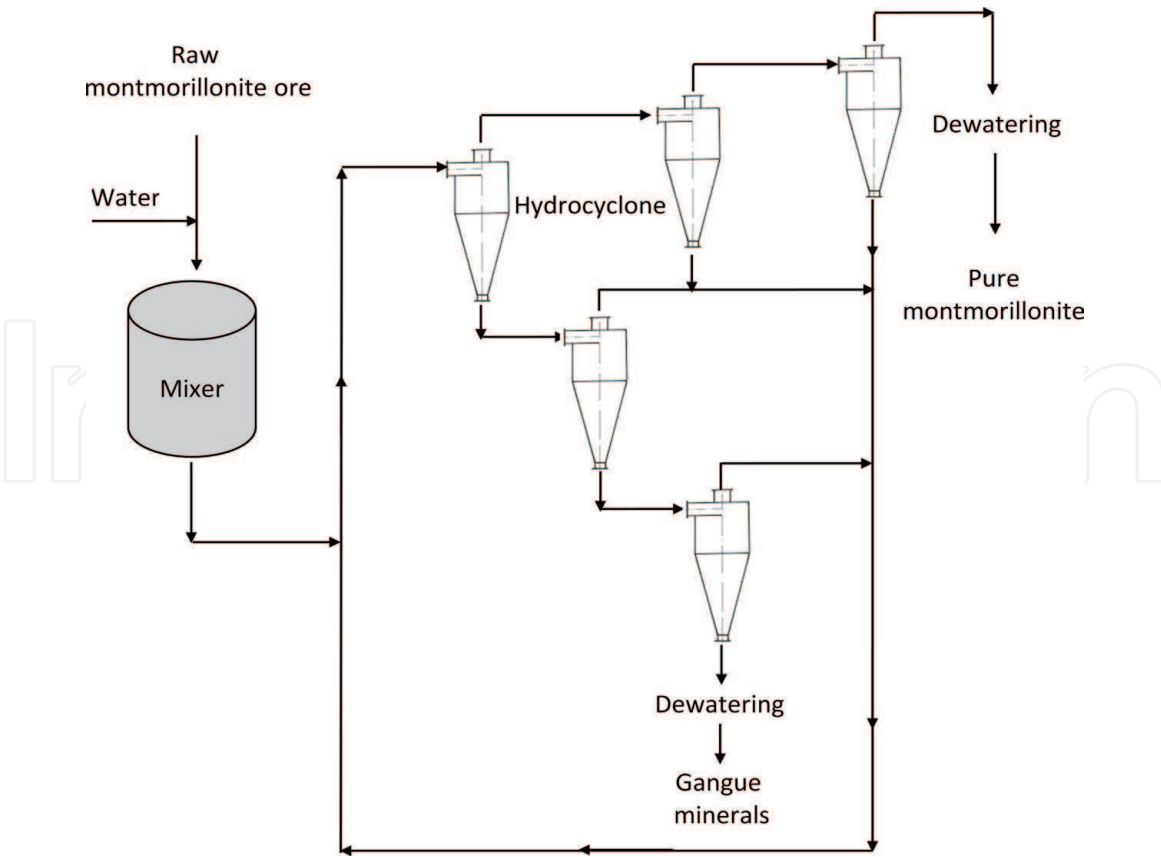 Raw
montmorillonite ore
Water
Mixer
Hydrocyclone
Dewatering
Pure
montmorillonite
Dewatering
Gangue
minerals